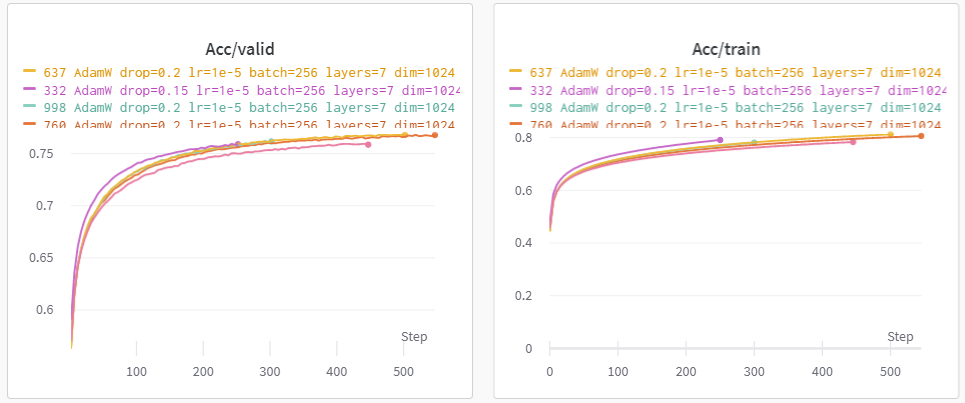 Acc/valid
637 AdamW drop=0.2 lr=1e-5 batch=256 layers=7 dim=1024
332 AdamW drop=0.15 lr=1e-5 batch=256 layers=7 dim=1024
998 AdamW drop=0.2 lr=1e-5 batch=256 layers=7 dim=1024
760 AdamW drop=0.2 lr=1e-5 batch=256 layers=7 dim=1024
0.75
0.7
0.65
0.6
Step
100 200 300 400 500
Acc/train
637 AdamW drop=0.2 lr=1e-5 batch=256 layers=7 dim=1024
332 AdamW drop=0.15 lr=1e-5 batch=256 layers=7 dim=1024
998 AdamW drop=0.2 lr=1e-5 batch=256 layers=7 dim=1024
760 AdamW drop=0.2 lr=1e-5 batch=256 layers=7 dim=1024
0.8
0.6
0.4
0.2
0
Step
0 100 200 300 400 500